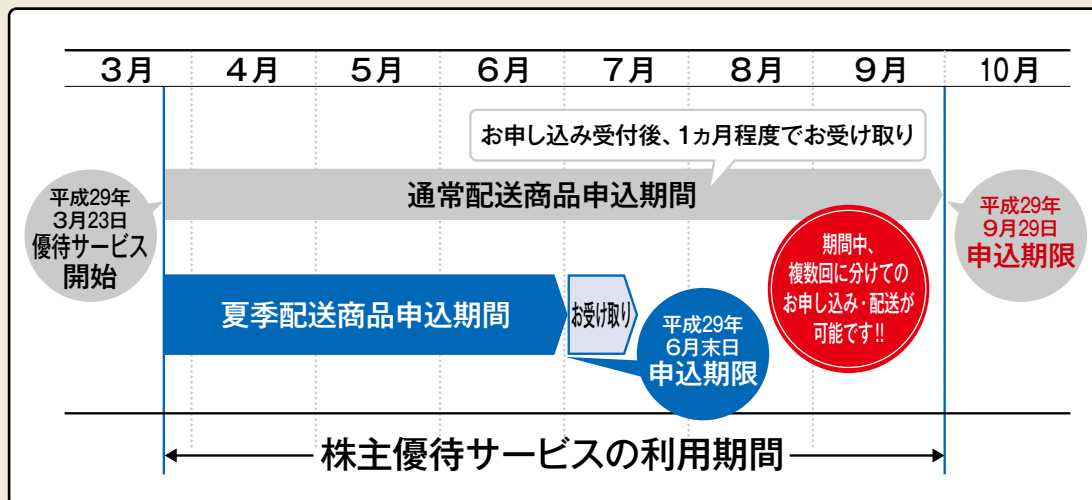 3月 4月 5月 6月 7月 8月 9月 10月
お申し込み受付後、1ヵ月程度でお受け取り
通常配送商品申込期間
平成29年
3月23日
優待サービス
開始
平成29年
9月29日
申込期限
期間中、
複数回に分けての
お申し込み・配送が
可能です!!
夏季配送商品申込期間
お受け取り
平成29年
6月末日
申込期限
株主優待サービスの利用期間